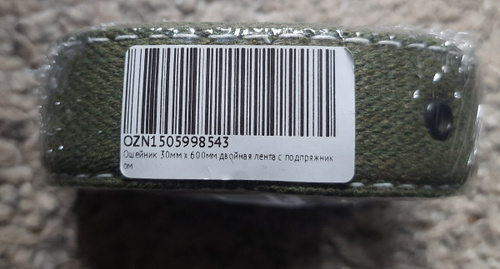 OZN1505998543
Ошейник 30мм х 600мм двойная лента с подпряжник
ом